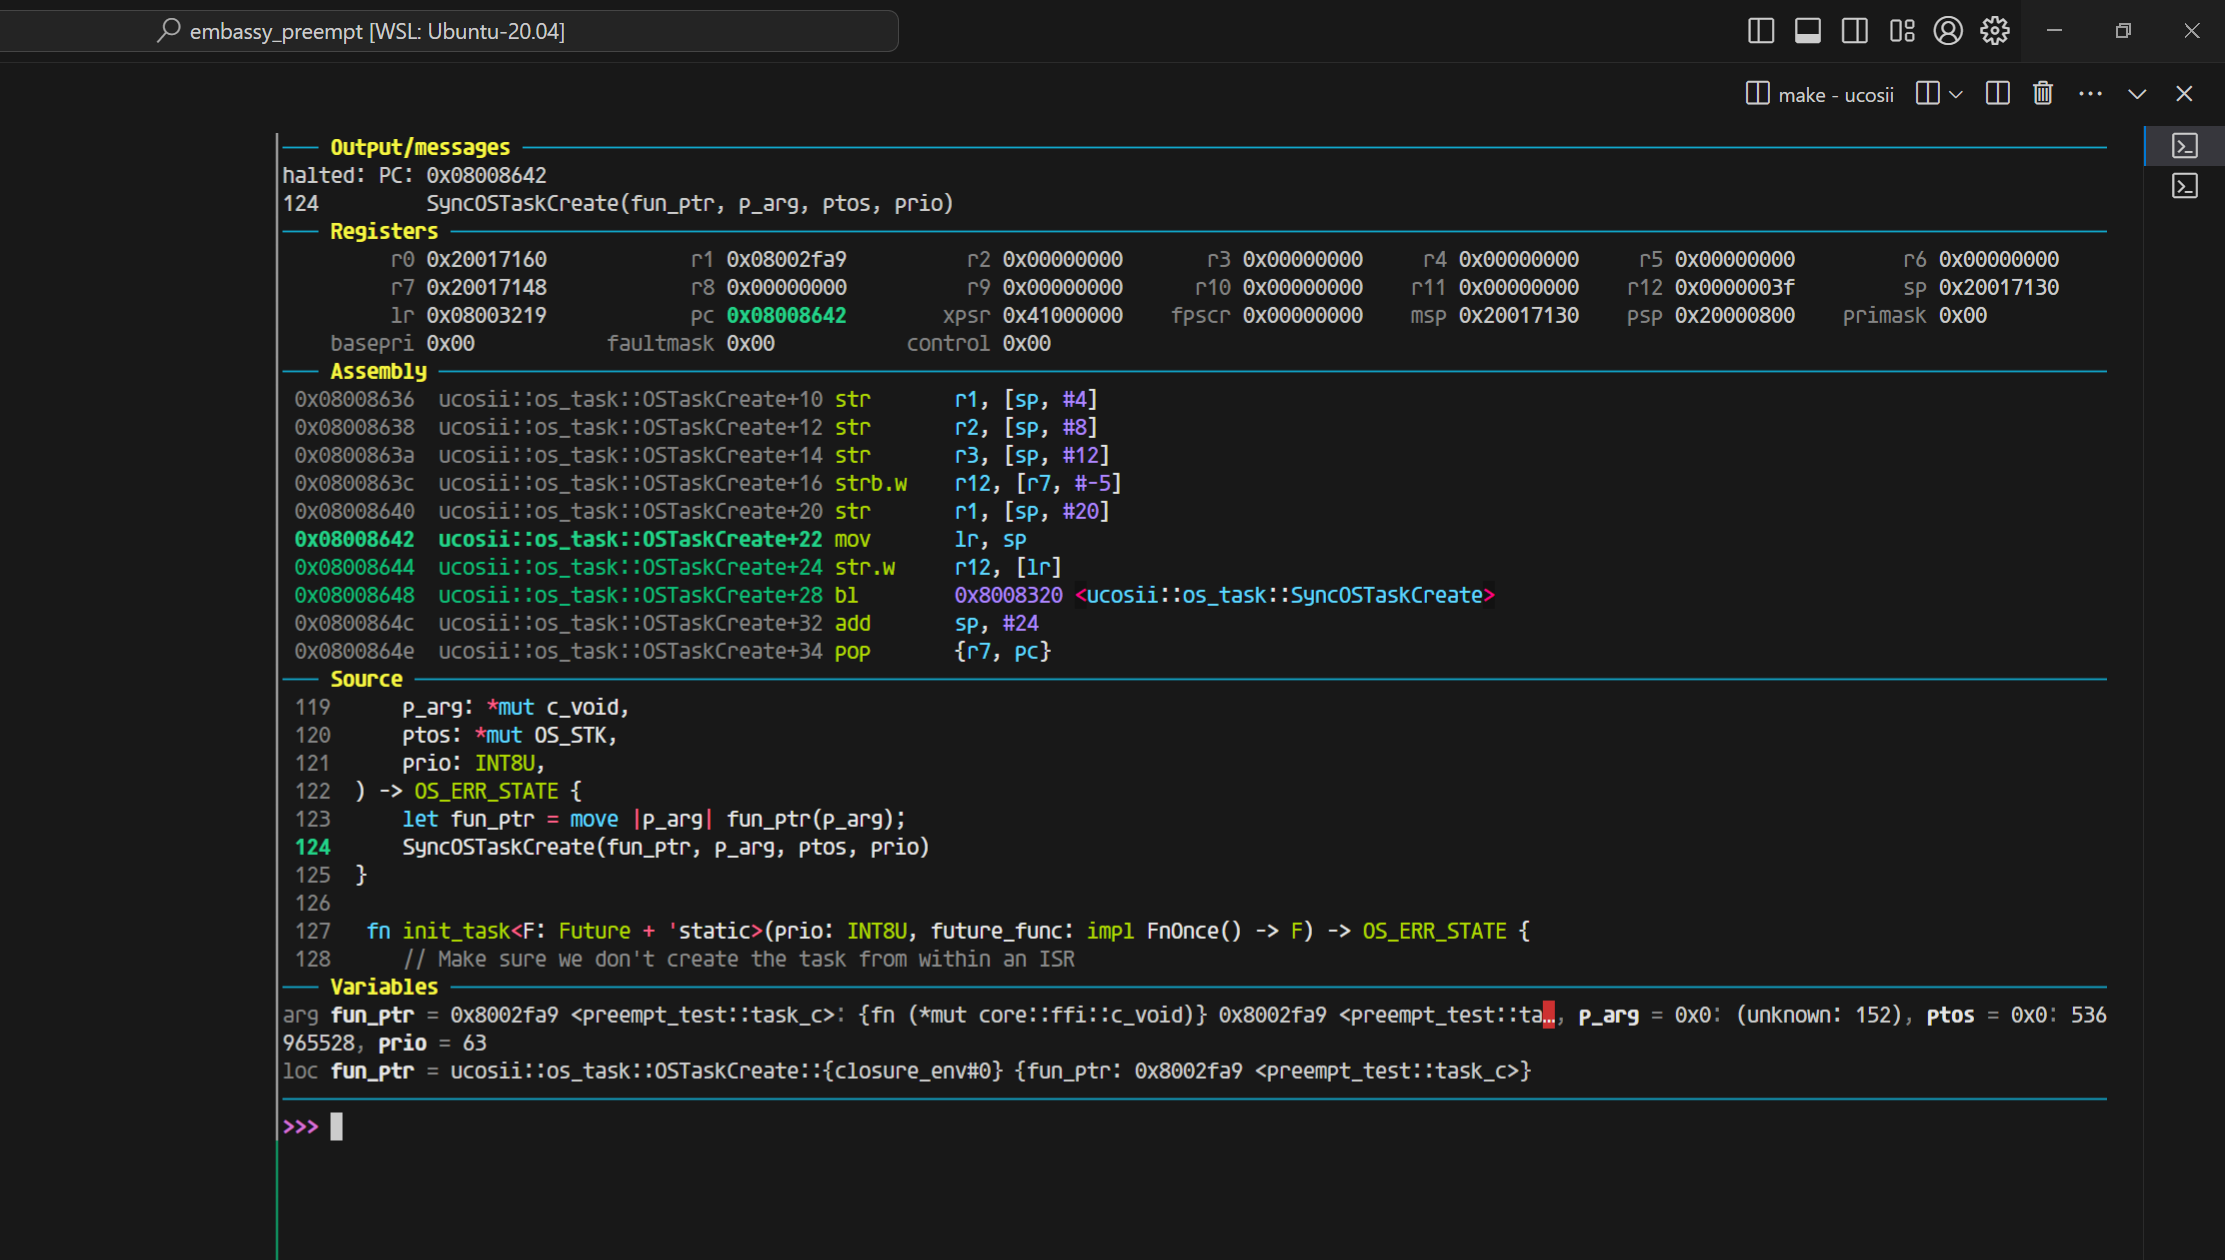 embassy_preempt [WSL: Ubuntu-20.04]
make - ucosii
Output/messages
halted: PC: 0x08008642
124         SyncOSTaskCreate(fun_ptr, p_arg, ptos, prio)
Registers
r0 0x20017160 r1 0x08002fa9 r2 0x00000000 r3 0x00000000 r4 0x00000000 r5 0x00000000 r6 0x00000000
r7 0x20017148 r8 0x00000000 r9 0x00000000 r10 0x00000000 r11 0x00000000 r12 0x0000003f sp 0x20017130
lr 0x08003219 pc 0x08008642 xpsr 0x41000000 fpscr 0x00000000 msp 0x20017130 psp 0x20000800 primask 0x00
basepri 0x00 faultmask 0x00 control 0x00
Assembly
0x08008636  ucosii::os_task::OSTaskCreate+10 str       r1, [sp, #4]
0x08008638  ucosii::os_task::OSTaskCreate+12 str       r2, [sp, #8]
0x0800863a  ucosii::os_task::OSTaskCreate+14 str       r3, [sp, #12]
0x0800863c  ucosii::os_task::OSTaskCreate+16 strb.w    r12, [r7, #-5]
0x08008640  ucosii::os_task::OSTaskCreate+20 str       r1, [sp, #20]
0x08008642  ucosii::os_task::OSTaskCreate+22 mov       lr, sp
0x08008644  ucosii::os_task::OSTaskCreate+24 str.w     r12, [lr]
0x08008648  ucosii::os_task::OSTaskCreate+28 bl        0x8008320 <ucosii::os_task::SyncOSTaskCreate>
0x0800864c  ucosii::os_task::OSTaskCreate+32 add       sp, #24
0x0800864e  ucosii::os_task::OSTaskCreate+34 pop       {r7, pc}
Source
119      p_arg: *mut c_void,
120      ptos: *mut OS_STK,
121      prio: INT8U,
122  ) -> OS_ERR_STATE {
123      let fun_ptr = move |p_arg| fun_ptr(p_arg);
124      SyncOSTaskCreate(fun_ptr, p_arg, ptos, prio)
125  }
126
127   fn init_task<F: Future + 'static>(prio: INT8U, future_func: impl FnOnce() -> F) -> OS_ERR_STATE {
128      // Make sure we don't create the task from within an ISR
Variables
arg fun_ptr = 0x8002fa9 <preempt_test::task_c>: {fn (*mut core::ffi::c_void)} 0x8002fa9 <preempt_test::ta…, p_arg = 0x0: (unknown: 152), ptos = 0x0: 536
965528, prio = 63
loc fun_ptr = ucosii::os_task::OSTaskCreate::{closure_env#0} {fun_ptr: 0x8002fa9 <preempt_test::task_c>}
>>>